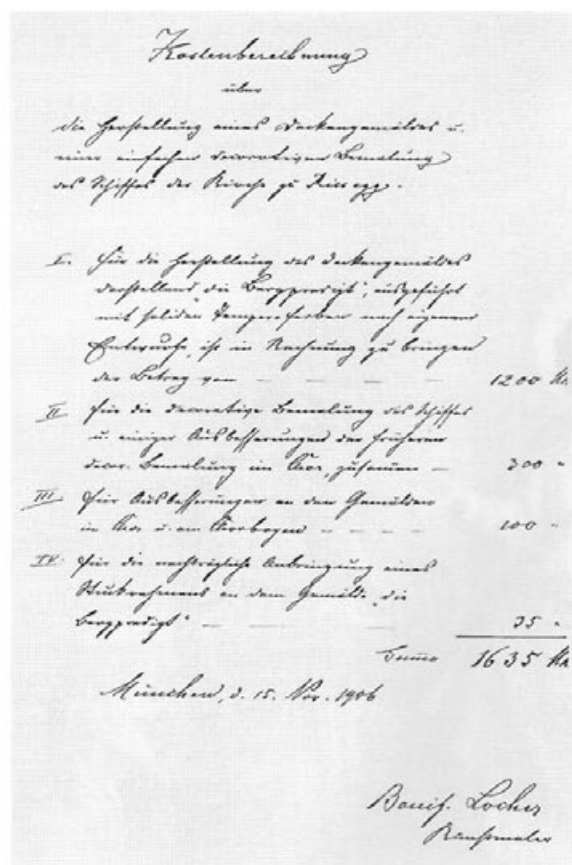 Kostenberechnung
über
die Herstellung eines Deckengemäldes u.
einer einfachen decorativen Bemalung
des Schiffes der Kirche zu
I. Für die Herstellung des Deckengemäldes
darstellend „die Bergpredigt“, ausgeführt
mit soliden Temperafarben nach eigenem
Entwurfe, ist in Rechnung zu bringen
der Betrag von — — — — 1200 Mk.
II. Für die decorative Bemalung des Schiffes
u. einiger Ausbesserungen der früheren
decor. Bemalung im Chor, zusammen — 300 "
III. Für Ausbesserungen an den Gemälden
im Chor u. am Chorbogen — — — — 100 "
IV. Für die nachträgliche Anbringung eines
Stuckrahmens an dem Gemälde „die
Bergpredigt“ — — — 35 "
Summa 1635 Mk
München, d. 15. Nov. 1906
Bonif. Locher
Kunstmaler